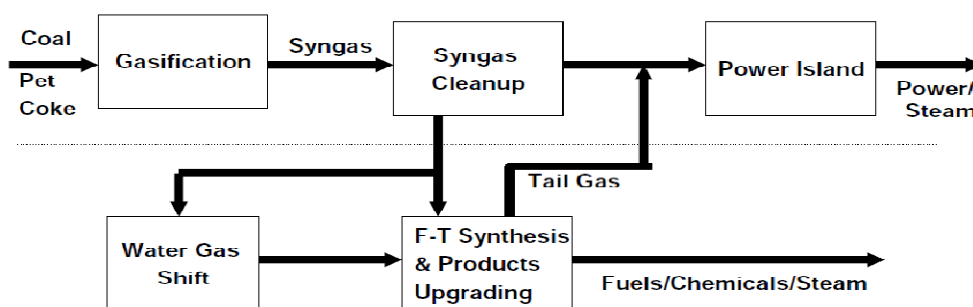 Coal
Pet
Coke
Gasification
Syngas
Syngas
Cleanup
Power Island
Power/
Steam
Tail Gas
Water Gas
Shift
F-T Synthesis
& Products
Upgrading
Fuels/Chemicals/Steam